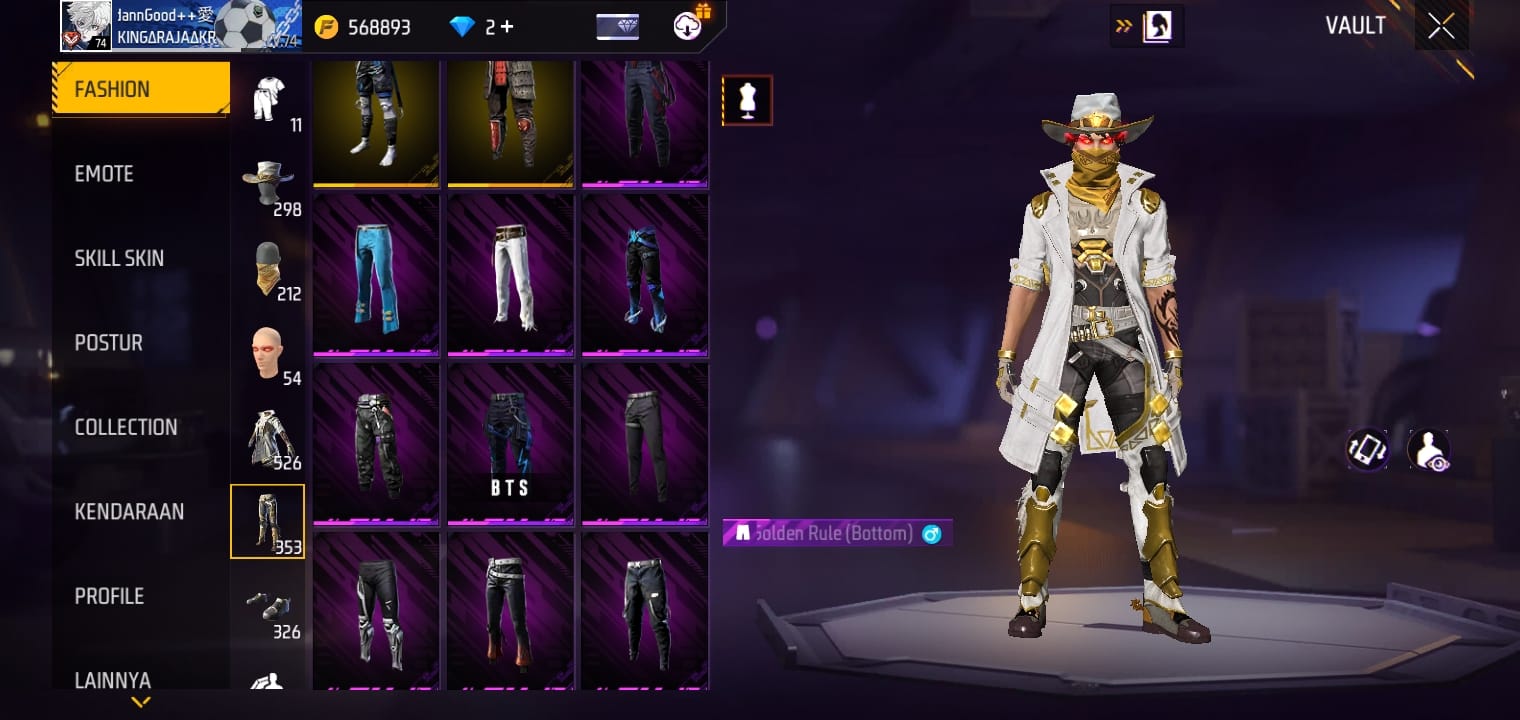 JannGood++愛
74
KINGΔRAJAΔKR
V.74
568893
2+
VAULT
FASHION
11
EMOTE
298
SKILL SKIN
212
POSTUR
54
COLLECTION
526
KENDARAAN
353
PROFILE
326
LAINNYA
BTS
Golden Rule (Bottom)